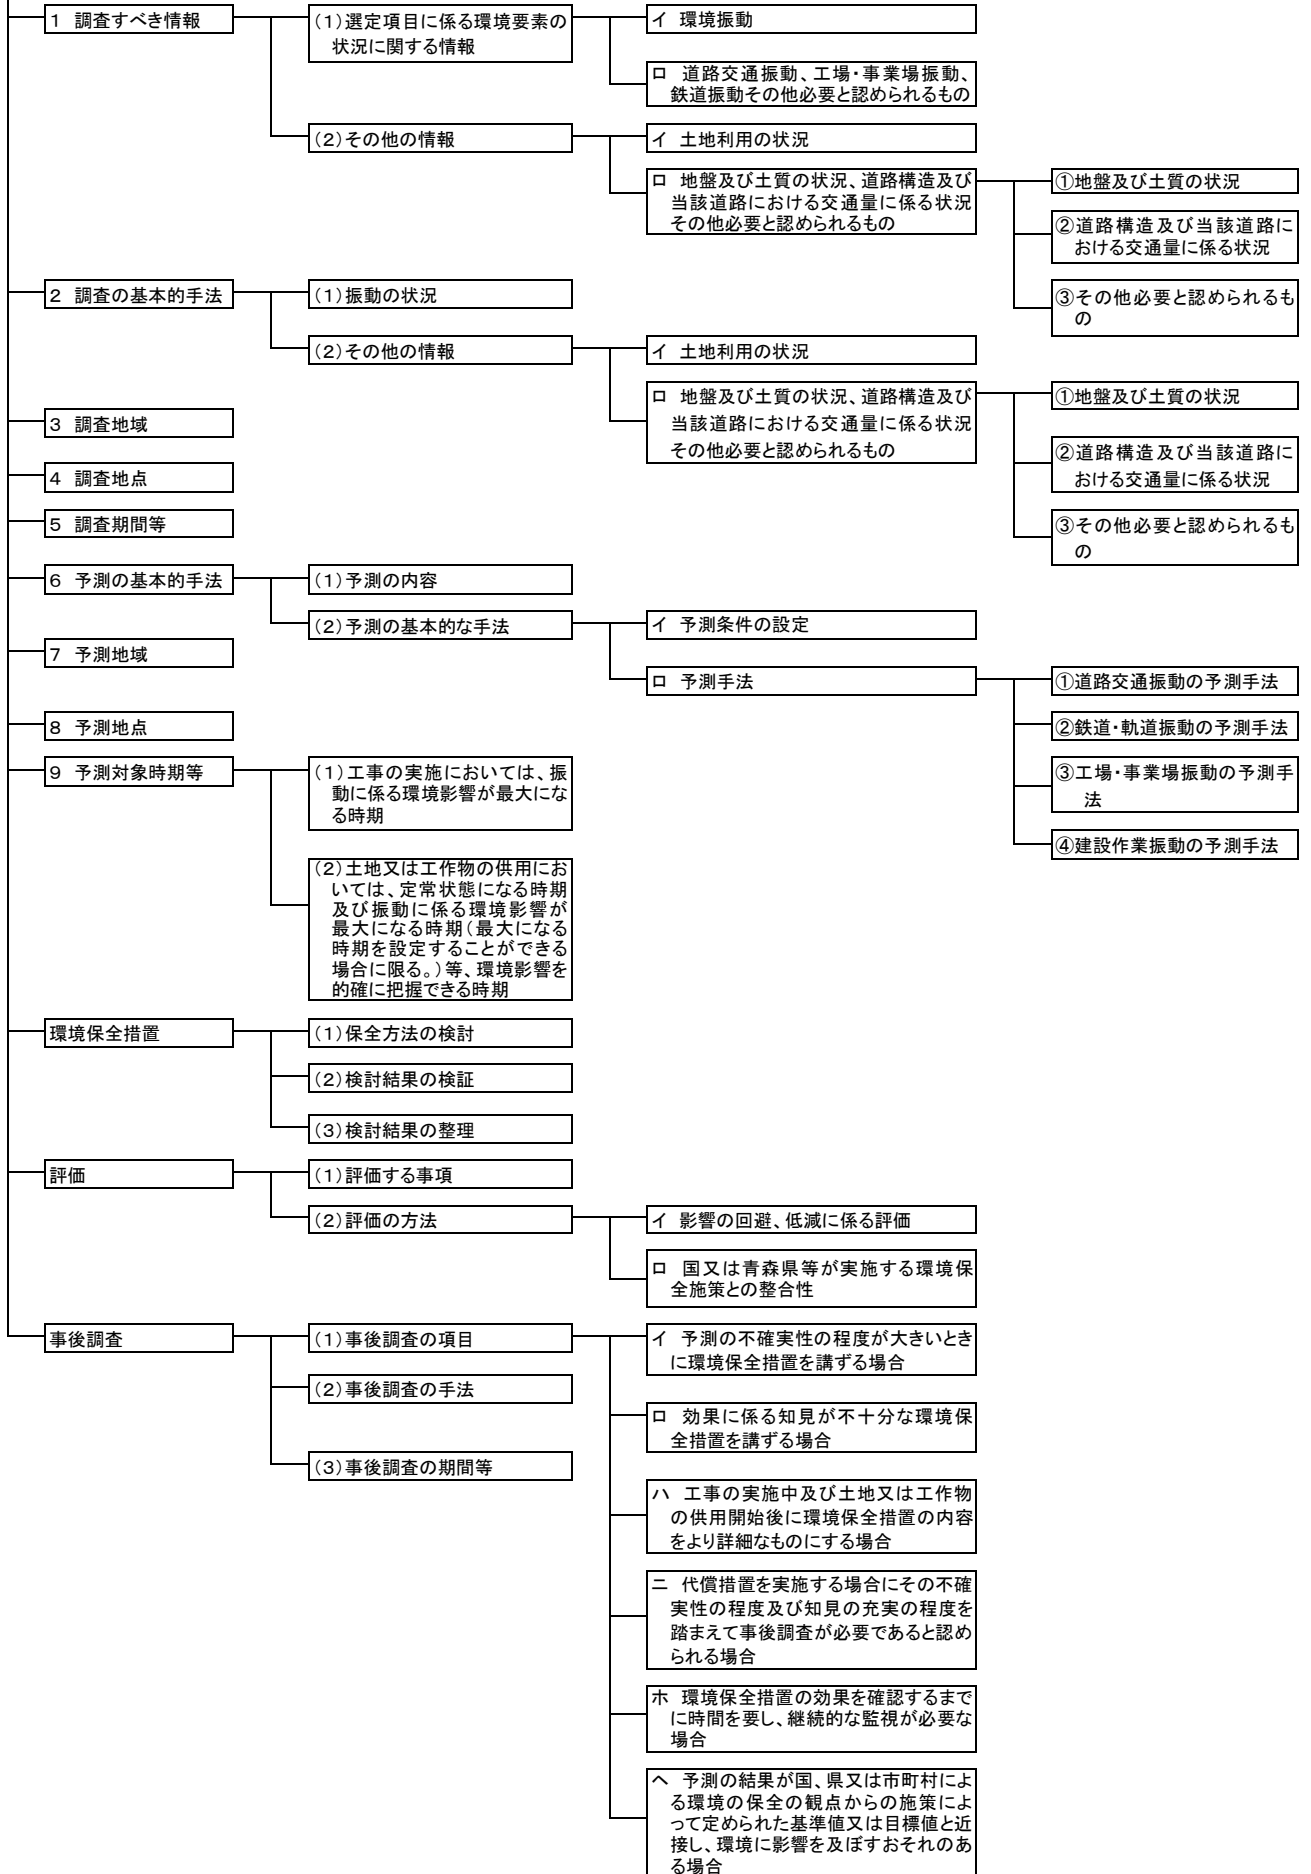 1 調査すべき情報
(1)選定項目に係る環境要素の
状況に関する情報
イ 環境振動
ロ 道路交通振動、工場・事業場振動、
鉄道振動その他必要と認められるもの
(2)その他の情報
イ 土地利用の状況
ロ 地盤及び土質の状況、道路構造及び
当該道路における交通量に係る状況
その他必要と認められるもの
①地盤及び土質の状況
②道路構造及び当該道路に
おける交通量に係る状況
③その他必要と認められるも
の
2 調査の基本的手法
(1)振動の状況
(2)その他の情報
イ 土地利用の状況
ロ 地盤及び土質の状況、道路構造及び
当該道路における交通量に係る状況
その他必要と認められるもの
①地盤及び土質の状況
②道路構造及び当該道路に
おける交通量に係る状況
③その他必要と認められるも
の
3 調査地域
4 調査地点
5 調査期間等
6 予測の基本的手法
(1)予測の内容
(2)予測の基本的な手法
イ 予測条件の設定
ロ 予測手法
①道路交通振動の予測手法
②鉄道・軌道振動の予測手法
③工場・事業場振動の予測手
法
④建設作業振動の予測手法
7 予測地域
8 予測地点
9 予測対象時期等
(1)工事の実施においては、振
動に係る環境影響が最大にな
る時期
(2)土地又は工作物の供用にお
いては、定常状態になる時期
及び振動に係る環境影響が
最大になる時期(最大になる
時期を設定することができる
場合に限る。)等、環境影響を
的確に把握できる時期
環境保全措置
(1)保全方法の検討
(2)検討結果の検証
(3)検討結果の整理
評価
(1)評価する事項
(2)評価の方法
イ 影響の回避、低減に係る評価
ロ 国又は青森県等が実施する環境保
全施策との整合性
事後調査
(1)事後調査の項目
(2)事後調査の手法
(3)事後調査の期間等
イ 予測の不確実性の程度が大きいとき
に環境保全措置を講ずる場合
ロ 効果に係る知見が不十分な環境保
全措置を講ずる場合
ハ 工事の実施中及び土地又は工作物
の供用開始後に環境保全措置の内容
をより詳細なものにする場合
ニ 代償措置を実施する場合にその不確
実性の程度及び知見の充実の程度を
踏まえて事後調査が必要であると認め
られる場合
ホ 環境保全措置の効果を確認するまで
に時間を要し、継続的な監視が必要な
場合
ヘ 予測の結果が国、県又は市町村によ
る環境の保全の観点からの施策によ
って定められた基準値又は目標値と近
接し、環境に影響を及ぼすおそれのあ
る場合